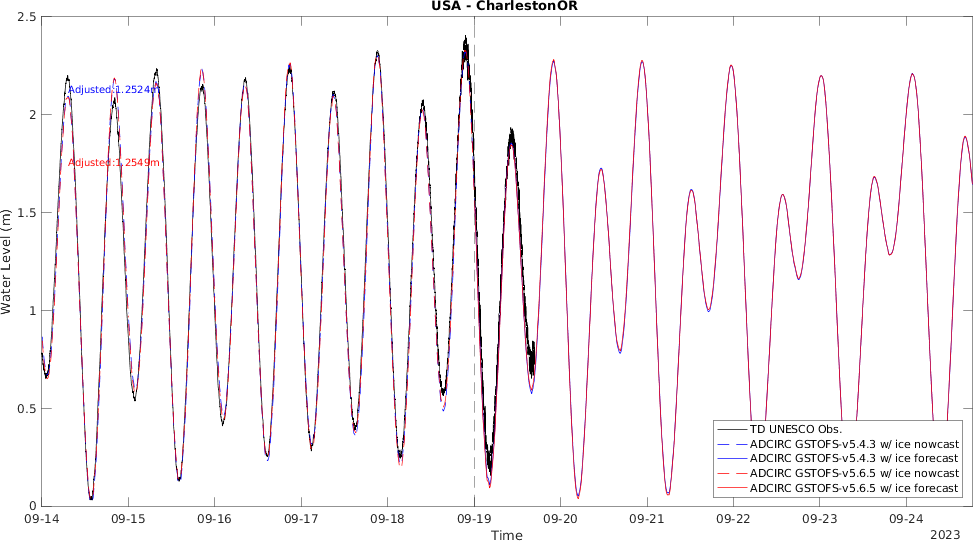 USA - CharlestonOR
2.5
2
1.5
1
0.5
0
Water Level (m)
Adjusted:1.2524m
Adjusted:1.2549m
TD UNESCO Obs.
ADCIRC GSTOFS-v5.4.3 w/ ice nowcast
ADCIRC GSTOFS-v5.4.3 w/ ice forecast
ADCIRC GSTOFS-v5.6.5 w/ ice nowcast
ADCIRC GSTOFS-v5.6.5 w/ ice forecast
09-14 09-15 09-16 09-17 09-18 09-19 09-20 09-21 09-22 09-23 09-24
Time
2023